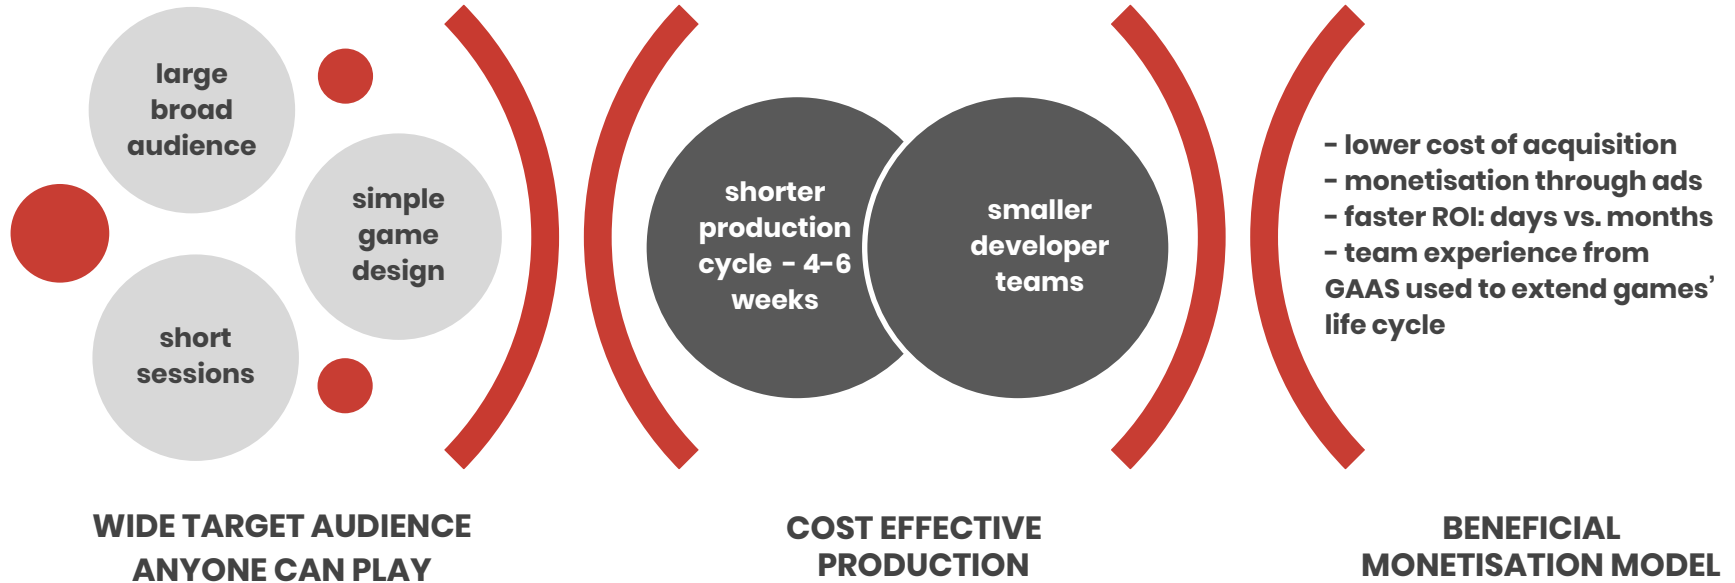 large
broad
audience
simple
game
design
short
sessions
WIDE TARGET AUDIENCE
ANYONE CAN PLAY
shorter
production
cycle - 4-6
weeks
smaller
developer
teams
COST EFFECTIVE
PRODUCTION
- lower cost of acquisition
- monetisation through ads
- faster ROI: days vs. months
- team experience from
GAAS used to extend games’
life cycle
BENEFICIAL
MONETISATION MODEL